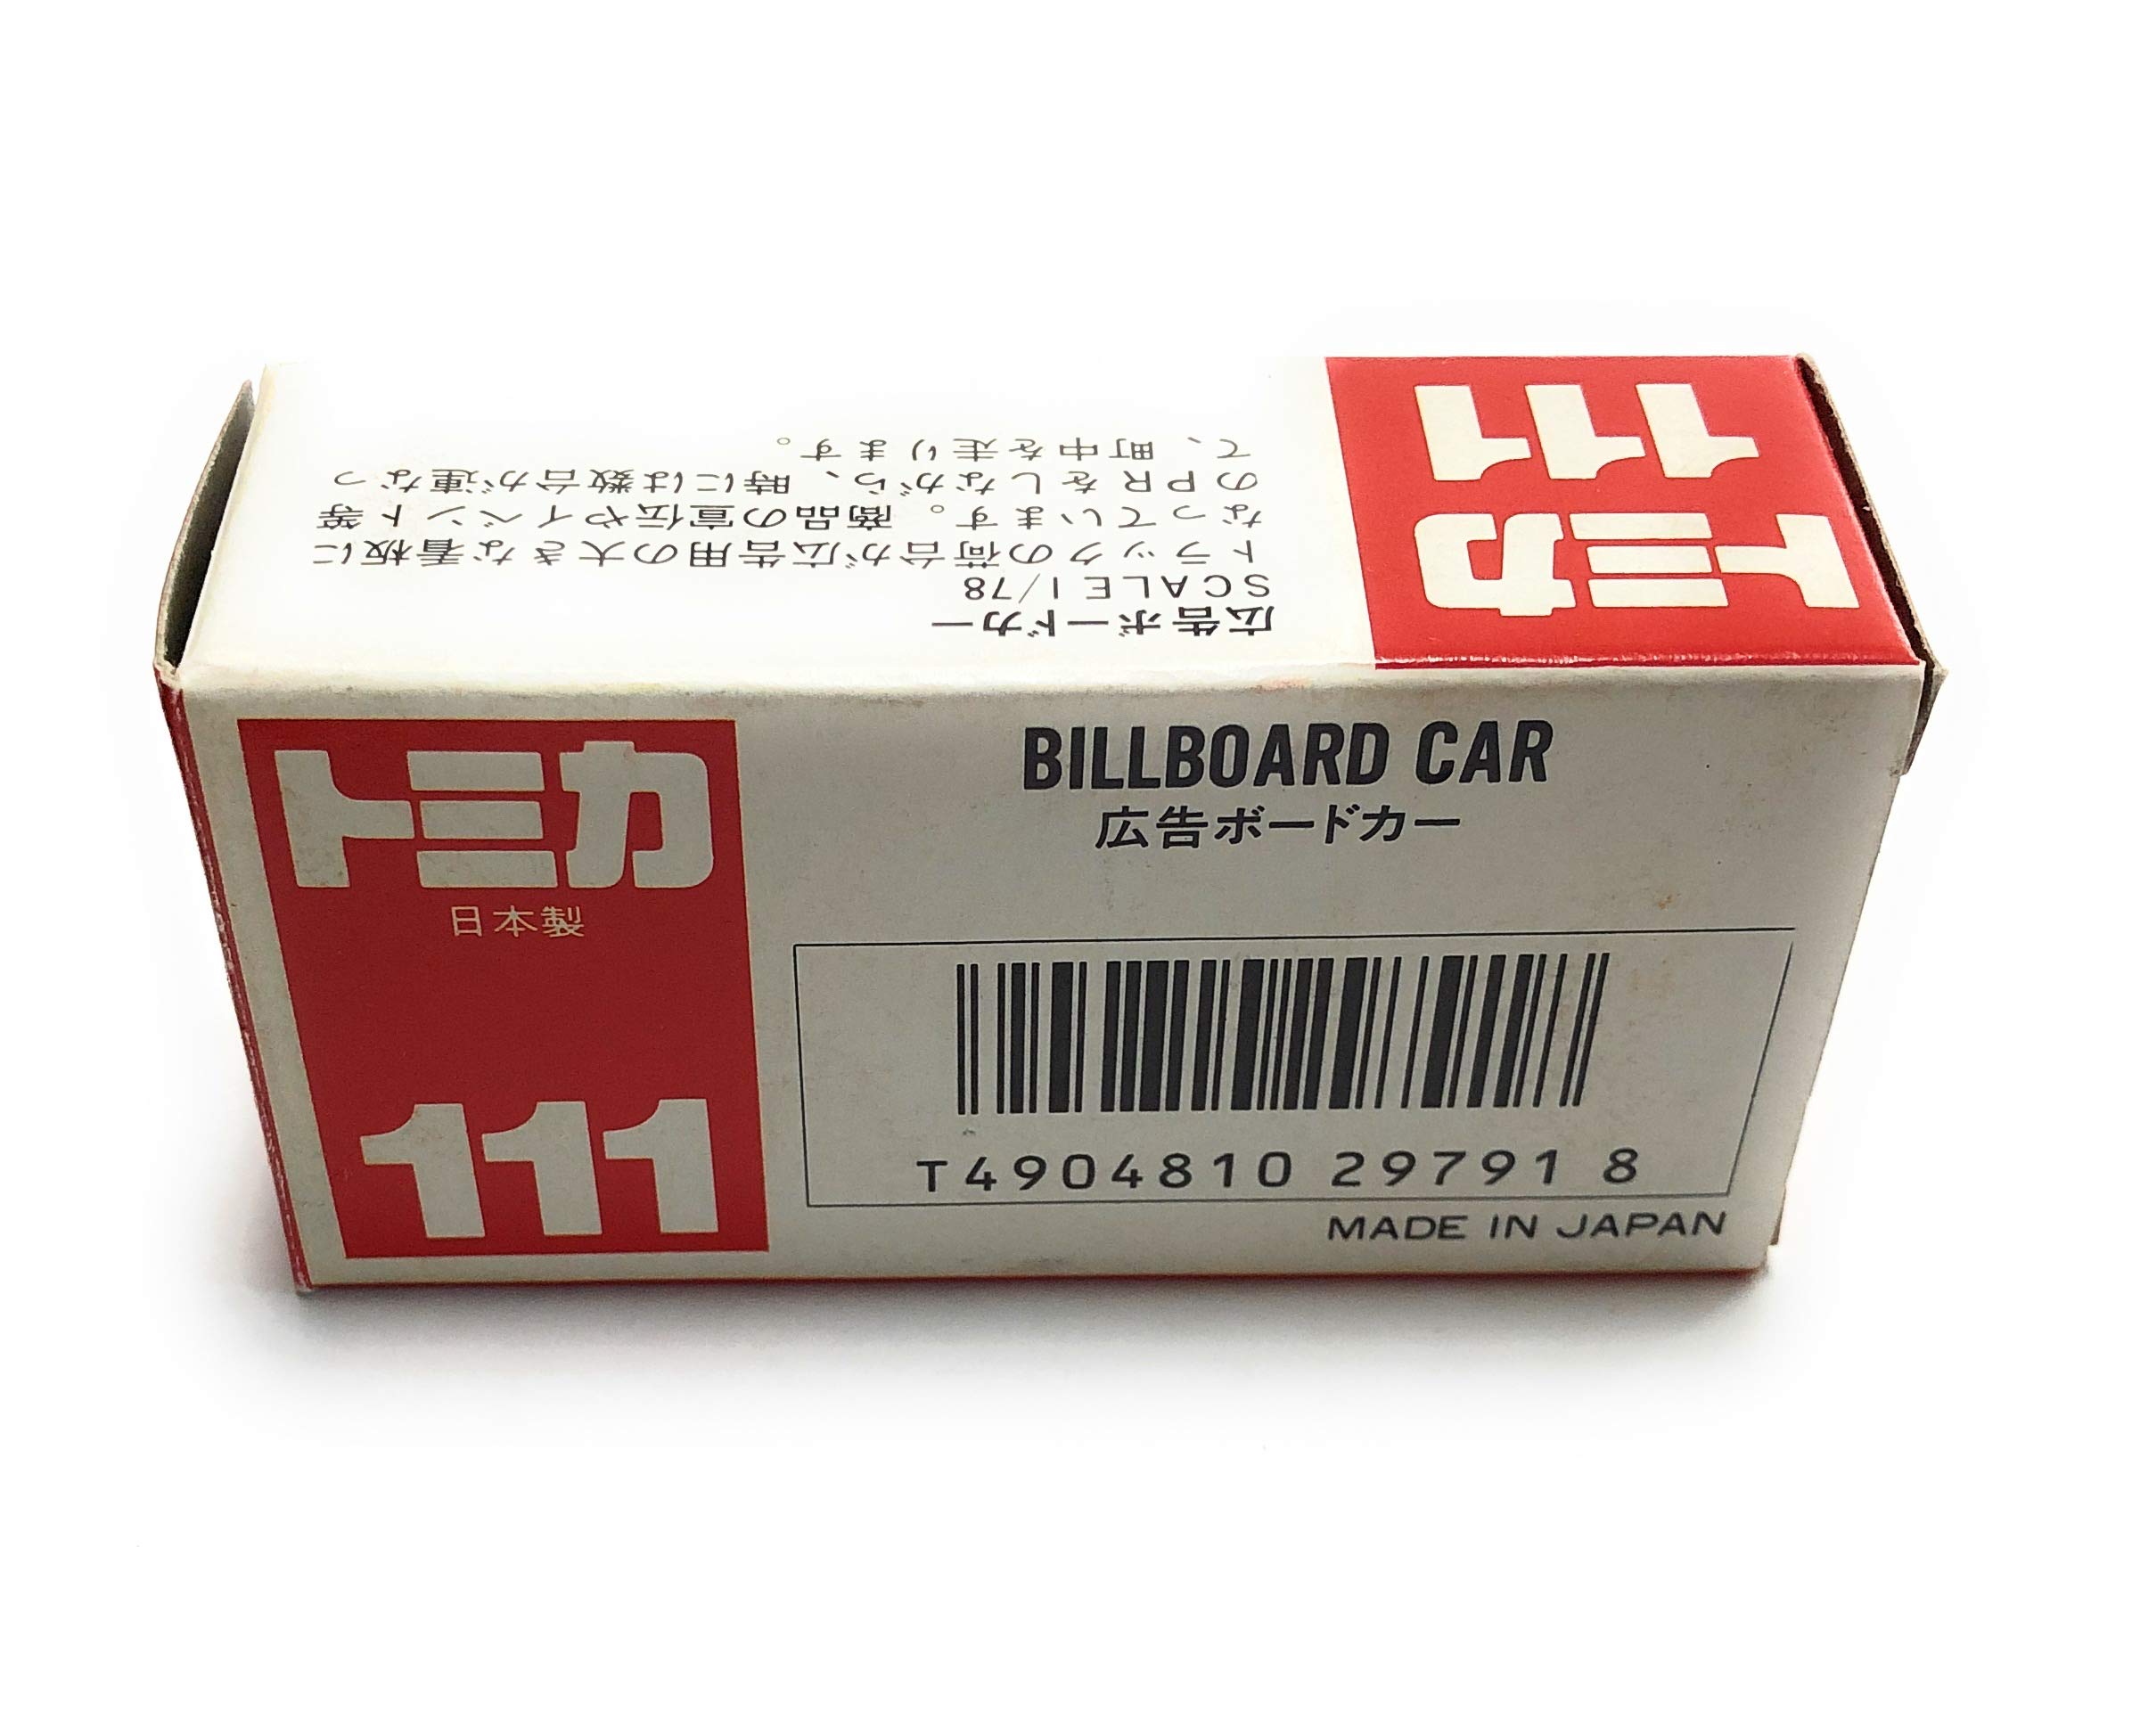 トミカ
111
広告ボードカー
SCALE 1/78
トラックの荷台が広告用の大きな看板に
なっています。商品の宣伝やイベント等
のPRをしながら、時には数台が連なっ
て、町中を走ります。
トミカ
日本製
111
BILLBOARD CAR
広告ボードカー
T4904810 29791 8
MADE IN JAPAN